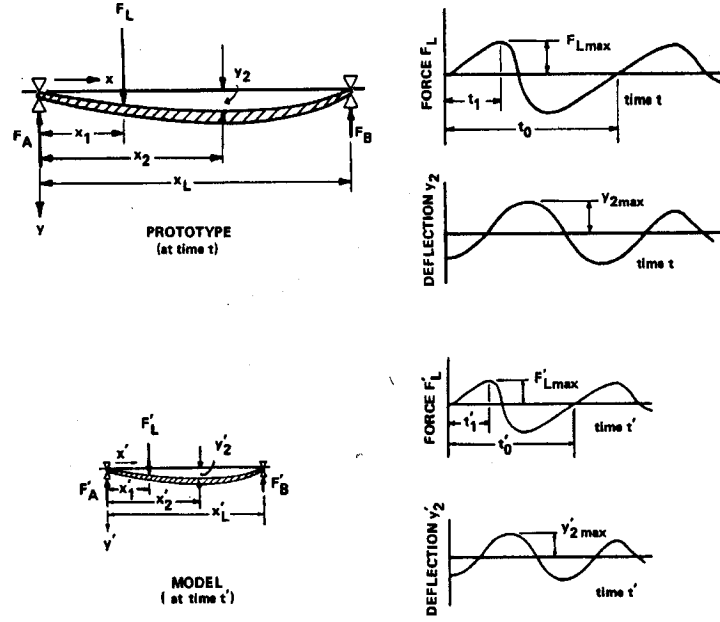 F_L
x
y_2
F_A
x_1
F_B
x_2
x_L
y
PROTOTYPE
(at time t)
FORCE F_L
F_Lmax
t_1
time t
t_0
DEFLECTION y_2
y_2max
time t
F'_L
x'
y'_2
F'_A
x'_1
F'_B
x'_2
x'_L
y'
MODEL
( at time t')
FORCE F'_L
F'_Lmax
t'_1
time t'
t'_0
DEFLECTION y'_2
y'_2 max
time t'